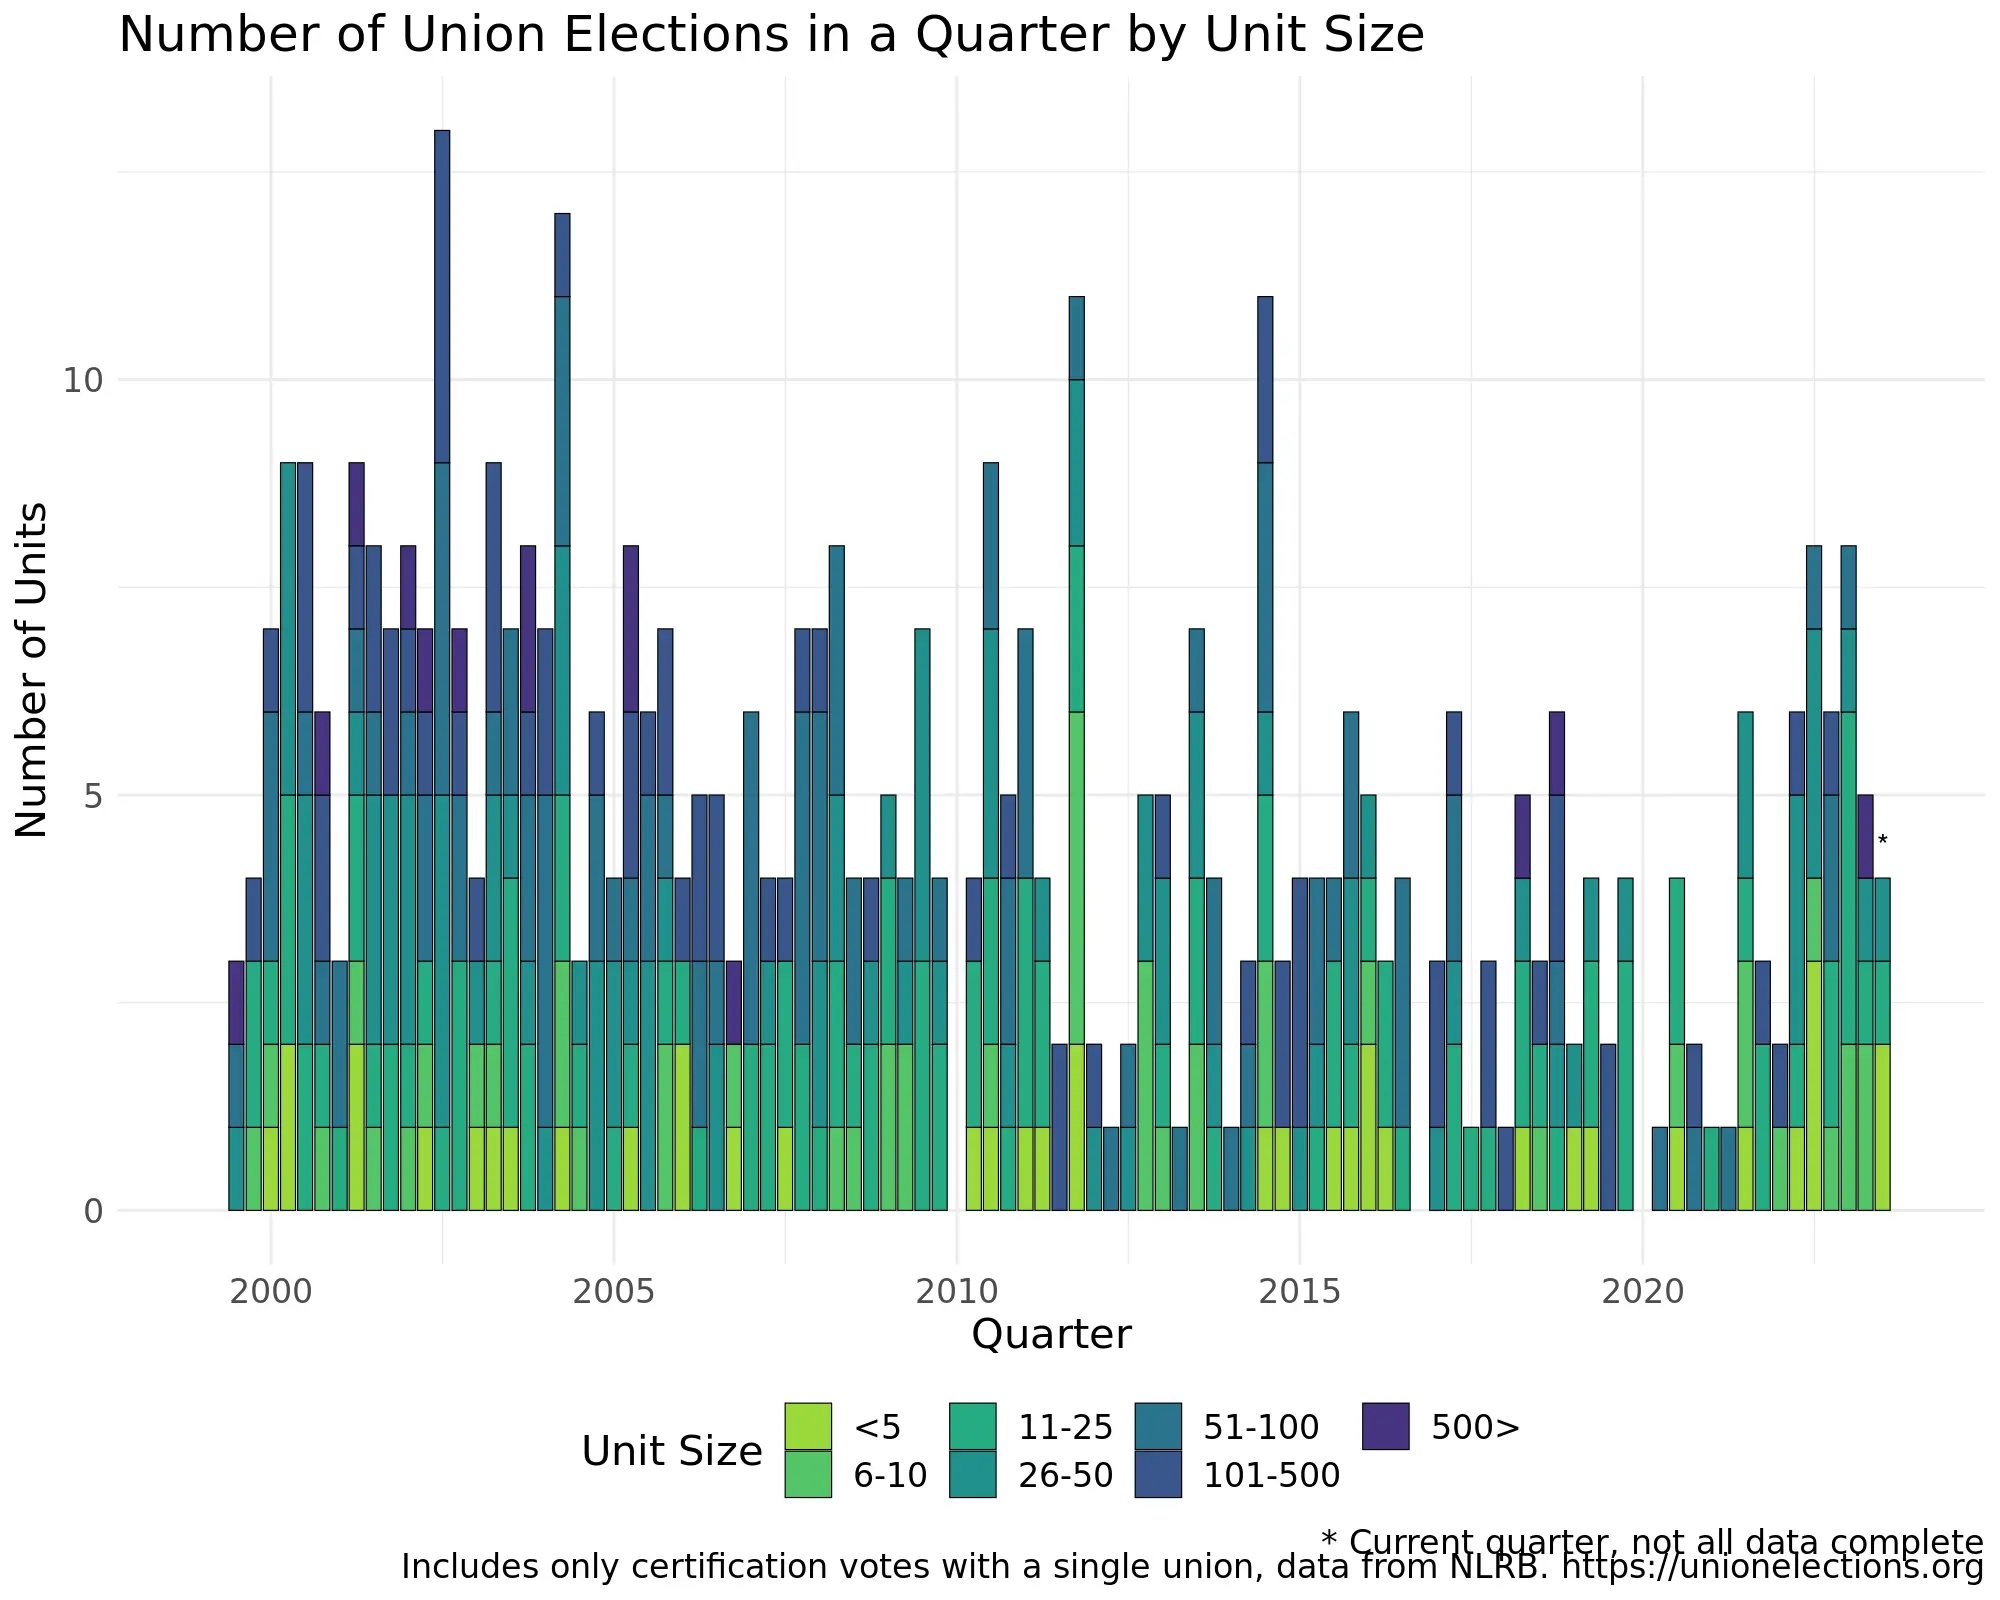 Number of Union Elections in a Quarter by Unit Size
Number of Units
10
5
0
*
2000 2005 2010 2015 2020
Quarter
Unit Size
<5 11-25 51-100 500>
6-10 26-50 101-500
* Current quarter, not all data complete
Includes only certification votes with a single union, data from NLRB. https://unionelections.org